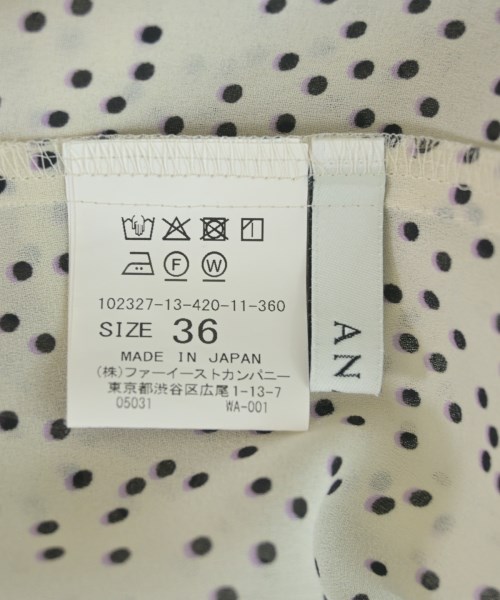 F W
102327-13-420-11-360
SIZE 36
MADE IN JAPAN
(株)ファーイーストカンパニー
東京都渋谷区広尾1-13-7
05031 WA-001
AN